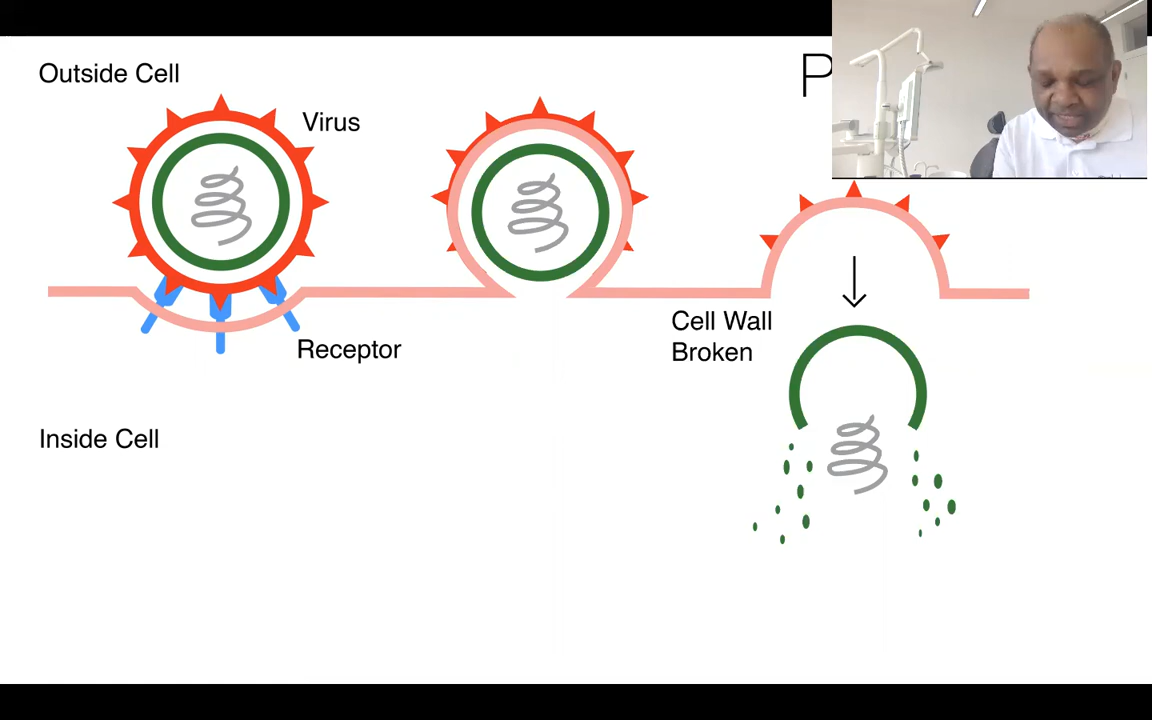 Outside Cell
Virus
Receptor
Cell Wall
Broken
Inside Cell